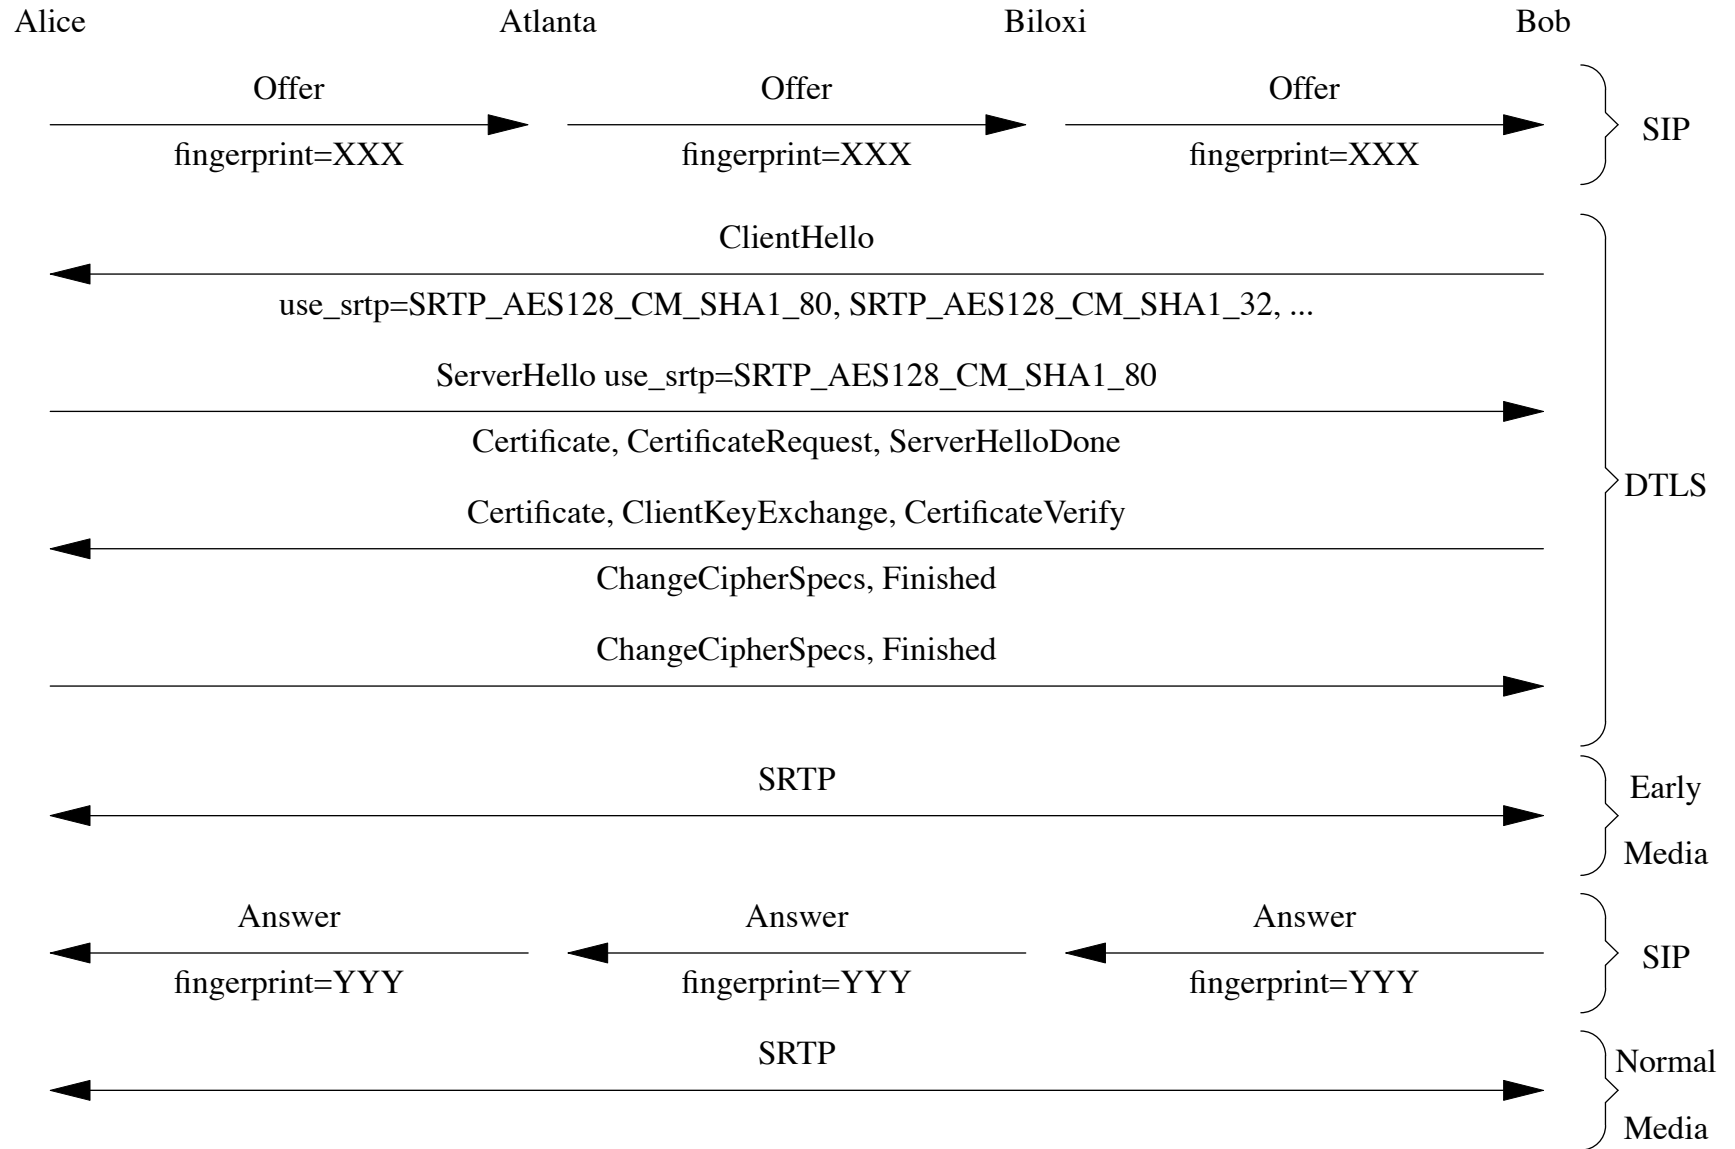 Alice Atlanta Biloxi Bob
Offer Offer Offer
SIP
fingerprint=XXX fingerprint=XXX fingerprint=XXX
ClientHello
use_srtp=SRTP_AES128_CM_SHA1_80, SRTP_AES128_CM_SHA1_32, ...
ServerHello use_srtp=SRTP_AES128_CM_SHA1_80
Certificate, CertificateRequest, ServerHelloDone
DTLS
Certificate, ClientKeyExchange, CertificateVerify
ChangeCipherSpecs, Finished
ChangeCipherSpecs, Finished
SRTP
Early
Media
Answer Answer Answer
SIP
fingerprint=YYY fingerprint=YYY fingerprint=YYY
SRTP
Normal
Media